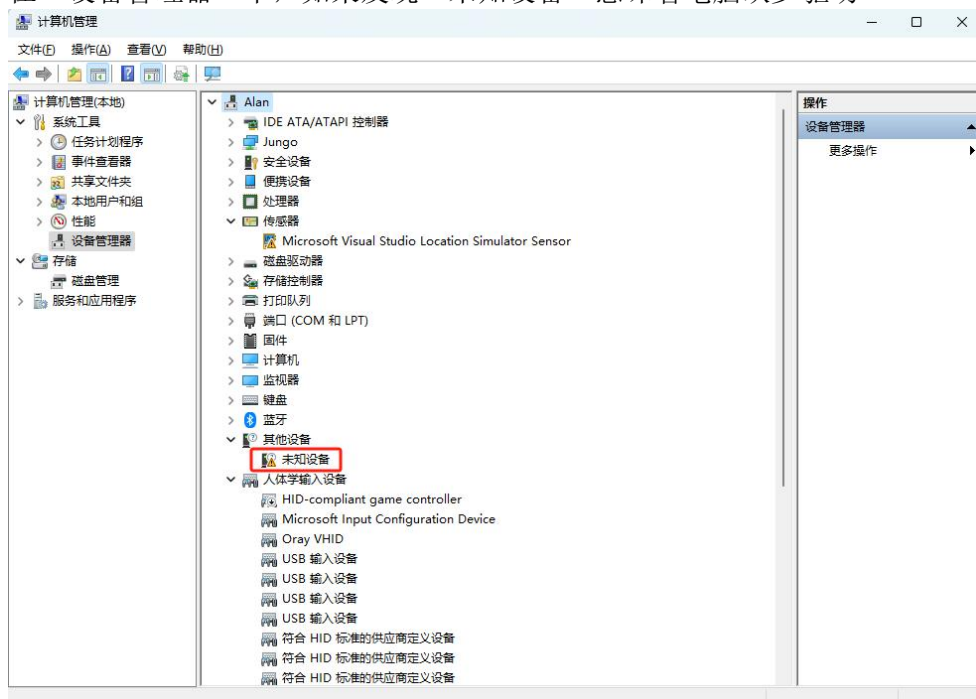 计算机管理
文件(F) 操作(A) 查看(V) 帮助(H)
计算机管理(本地)
系统工具
任务计划程序
事件查看器
共享文件夹
本地用户和组
性能
设备管理器
存储
磁盘管理
服务和应用程序
Alan
IDE ATA/ATAPI 控制器
Jungo
安全设备
便携设备
处理器
传感器
Microsoft Visual Studio Location Simulator Sensor
磁盘驱动器
存储控制器
打印队列
端口 (COM 和 LPT)
固件
计算机
监视器
键盘
蓝牙
其他设备
未知设备
人体学输入设备
HID-compliant game controller
Microsoft Input Configuration Device
Oray VHID
USB 输入设备
USB 输入设备
USB 输入设备
USB 输入设备
符合 HID 标准的供应商定义设备
符合 HID 标准的供应商定义设备
符合 HID 标准的供应商定义设备
操作
设备管理器
更多操作